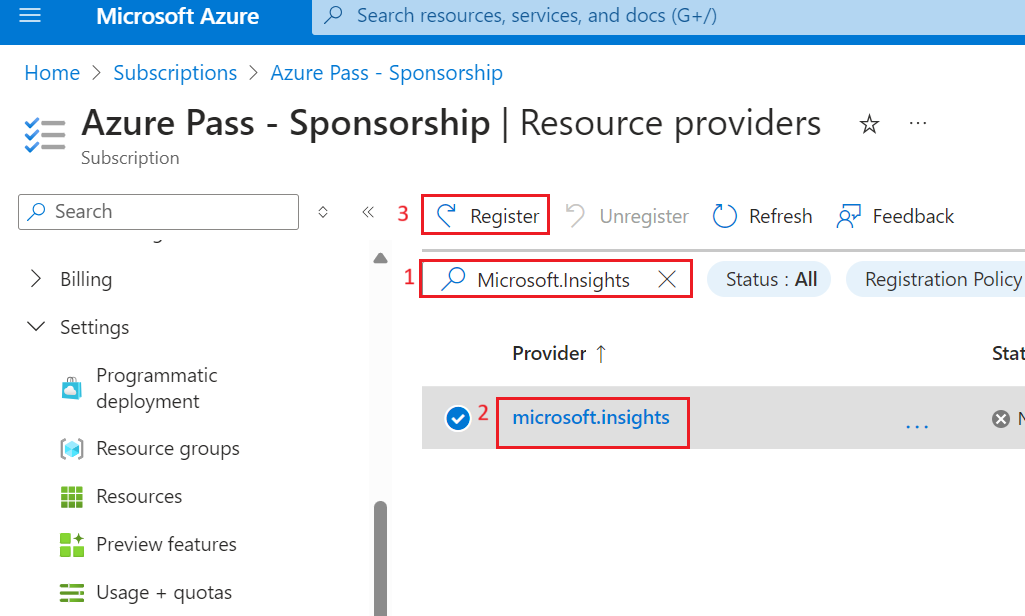 Microsoft Azure
Search resources, services, and docs (G+/)
Home > Subscriptions > Azure Pass - Sponsorship
Azure Pass - Sponsorship | Resource providers
Subscription
Search
3 Register Unregister Refresh Feedback
1 Microsoft.Insights Status : All Registration Policy
Billing
Settings
Provider ↑
Programmatic
deployment
2 microsoft.insights ...
Resource groups
Resources
Preview features
Usage + quotas